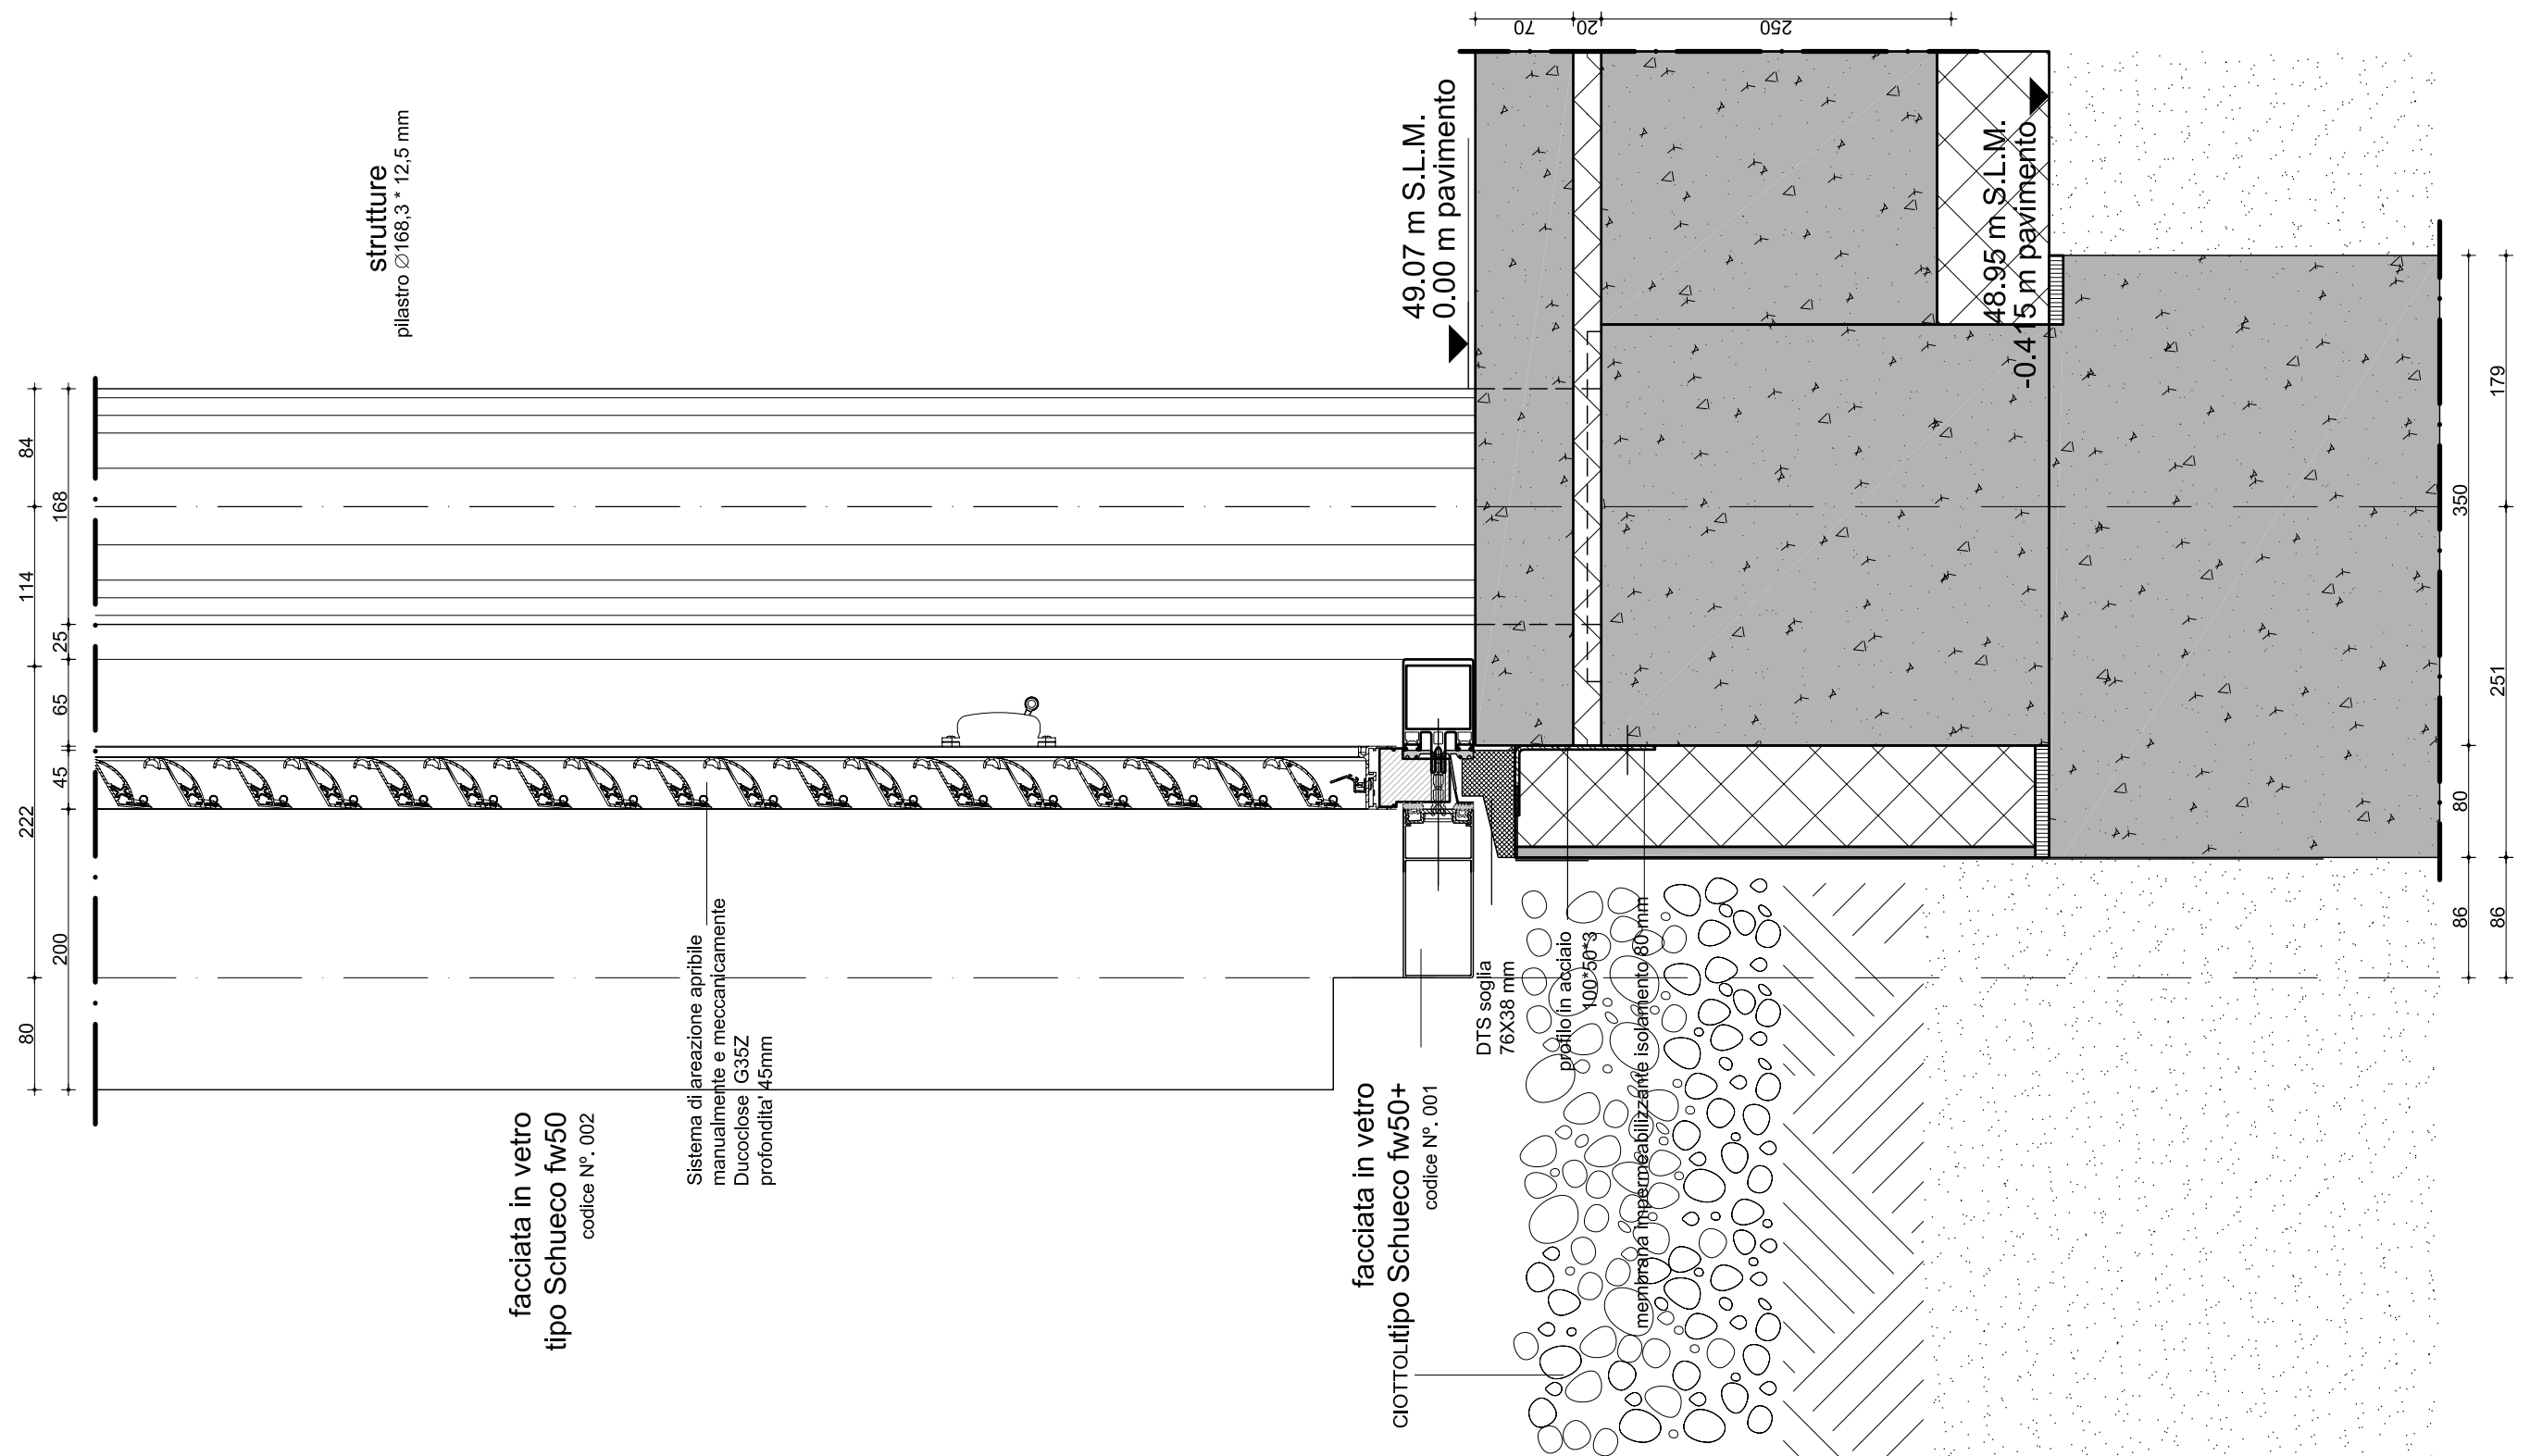 strutture
pilastro Ø168,3 * 12,5 mm
49.07 m S.L.M.
0.00 m pavimento
48.95 m S.L.M.
-0.415 m pavimento
70
20
250
84
114
222
80
168
25
65
45
200
350
80
86
179
251
86
Sistema di areazione apribile
manualmente e meccanicamente
Ducoclose G35Z
profondita' 45mm
facciata in vetro
tipo Schueco fw50
codice Nº. 002
facciata in vetro
tipo Schueco fw50+
codice Nº. 001
CIOTTOLI
DTS soglia
76X38 mm
profilo in acciaio
100*50*3
membrana impermeabilizzante isolamento 80 mm